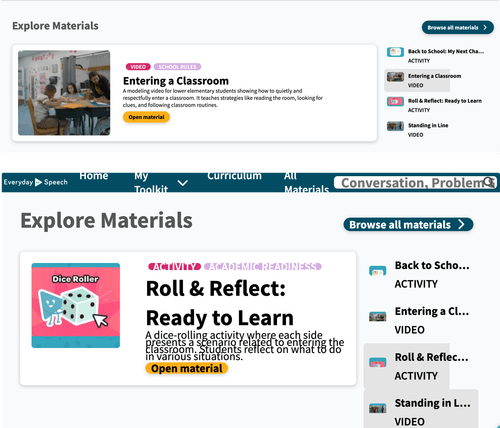 Explore Materials
Browse all materials
VIDEO SCHOOL RULES
Entering a Classroom
A modeling video for lower elementary students showing how to quietly and
respectfully enter a classroom. It teaches strategies like reading the room, looking for
clues, and following classroom routines.
Open material
Back to School: My Next Cha...
ACTIVITY
Entering a Classroom
VIDEO
Roll & Reflect: Ready to Learn
ACTIVITY
Standing in Line
VIDEO
Everyday Speech
Home
My
Toolkit
Curriculum
All
Materials
Conversation, Problem S
Explore Materials
Browse all materials
Dice Roller
ACTIVITY ACADEMIC READINESS
Roll & Reflect:
Ready to Learn
A dice-rolling activity where each side
presents a scenario related to entering the
classroom. Students reflect on what to do
in various situations.
Open material
Back to Scho...
ACTIVITY
Entering a Cl...
VIDEO
Roll & Reflec...
ACTIVITY
Standing in L...
VIDEO